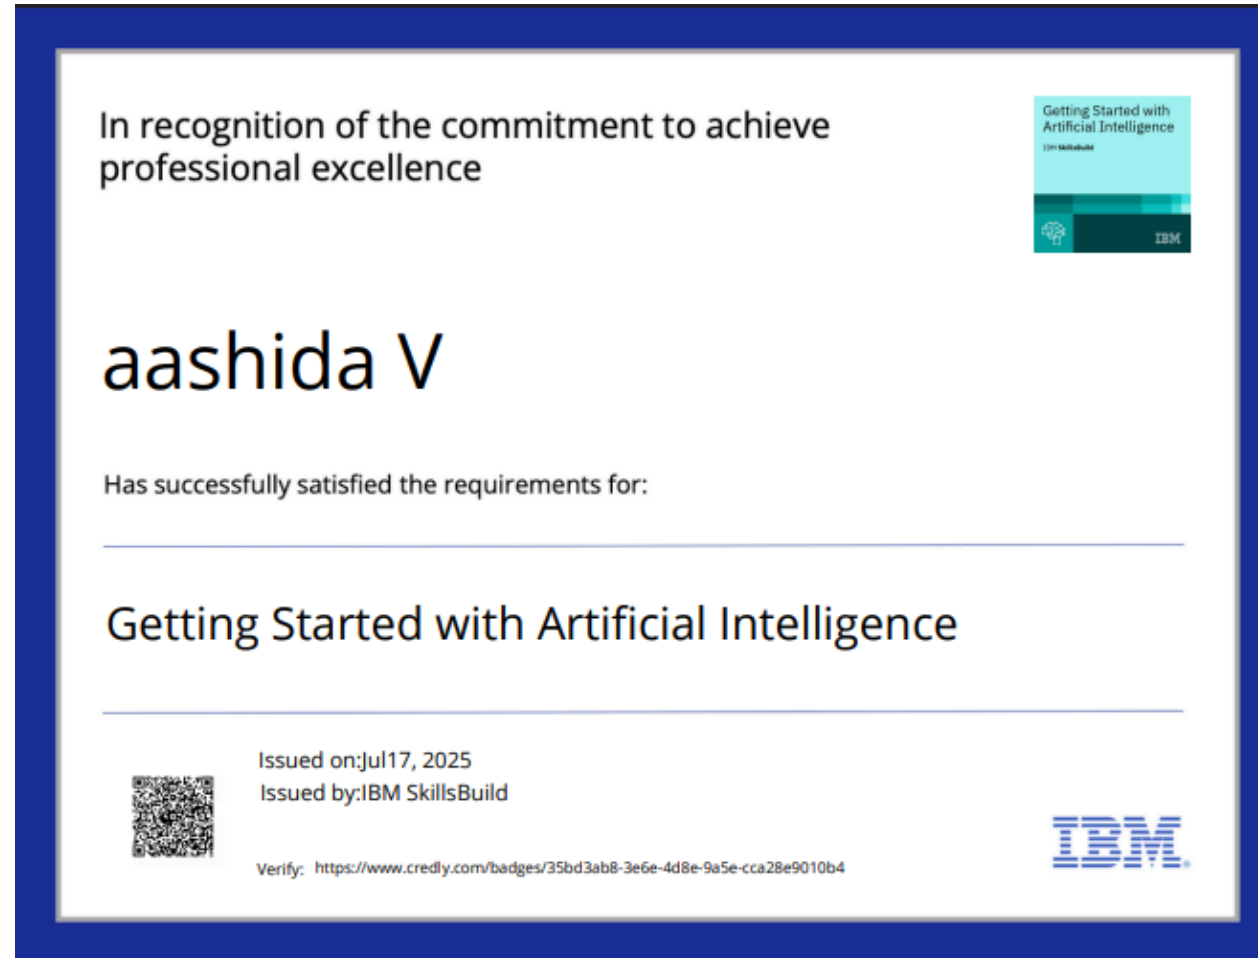 In recognition of the commitment to achieve
professional excellence
Getting Started with
Artificial Intelligence
IBM SkillsBuild
IBM
aashida V
Has successfully satisfied the requirements for:
Getting Started with Artificial Intelligence
Issued on:Jul17, 2025
Issued by:IBM SkillsBuild
Verify: https://www.credly.com/badges/35bd3ab8-3e6e-4d8e-9a5e-cca28e9010b4
IBM.